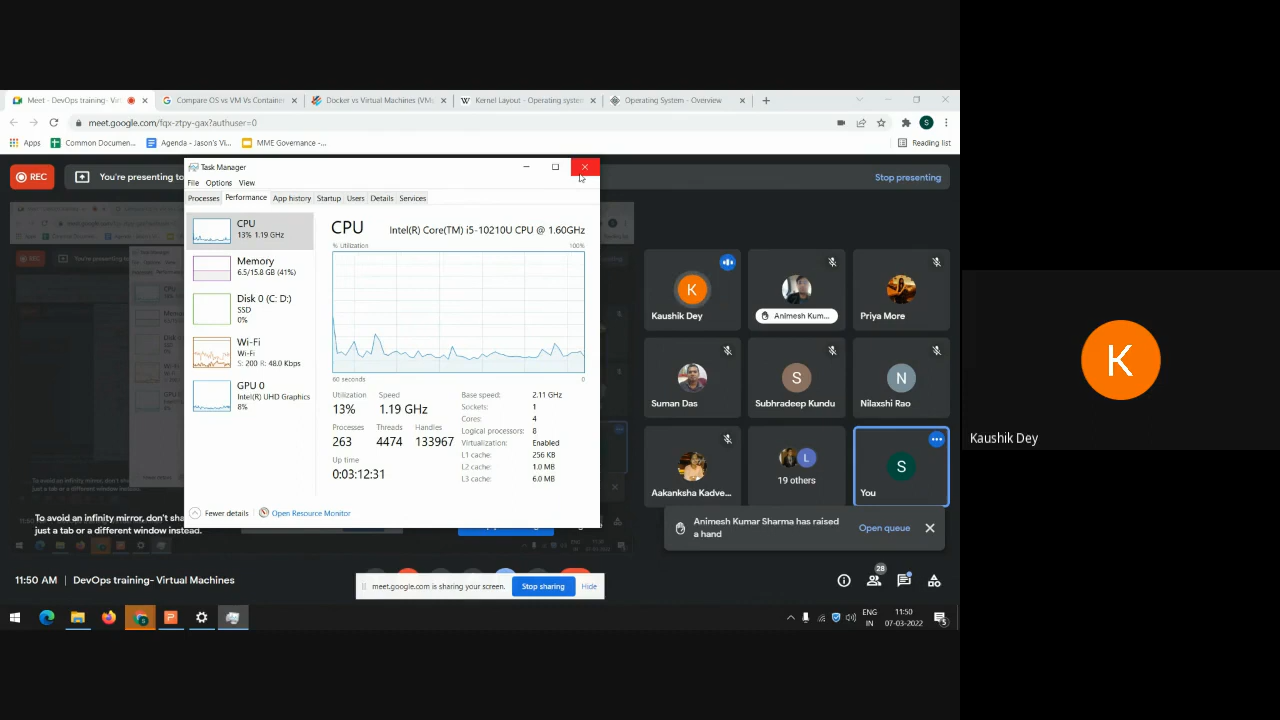 Meet - DevOps training- Virt
Compare OS vs VM Vs Container
Docker vs Virtual Machines (VMs
Kernel Layout - Operating system
Operating System - Overview
meet.google.com/fqx-ztpy-gax?authuser=0
Apps
Common Documen...
Agenda - Jason's Vi...
MME Governance -...
Reading list
REC
You're presenting to
Stop presenting
Task Manager
File Options View
Processes Performance App history Startup Users Details Services
CPU
13% 1.19 GHz
Memory
6.5/15.8 GB (41%)
Disk 0 (C: D:)
SSD
0%
Wi-Fi
Wi-Fi
S: 200 R: 48.0 Kbps
GPU 0
Intel(R) UHD Graphics
8%
CPU
Intel(R) Core(TM) i5-10210U CPU @ 1.60GHz
% Utilization
100%
60 seconds
0
Utilization
13%
Speed
1.19 GHz
Processes
263
Threads
4474
Handles
133967
Up time
0:03:12:31
Base speed: 2.11 GHz
Sockets: 1
Cores: 4
Logical processors: 8
Virtualization: Enabled
L1 cache: 256 KB
L2 cache: 1.0 MB
L3 cache: 6.0 MB
Fewer details
Open Resource Monitor
To avoid an infinity mirror, don't sha
just a tab or a different window instead.
K
Kaushik Dey
Animesh Kum...
Priya More
Suman Das
S
Subhradeep Kundu
N
Nilaxshi Rao
Aakanksha Kadve...
L
19 others
S
You
Animesh Kumar Sharma has raised
a hand
Open queue
11:50 AM | DevOps training- Virtual Machines
meet.google.com is sharing your screen.
Stop sharing
Hide
28
ENG
IN
11:50
07-03-2022
5
K
Kaushik Dey